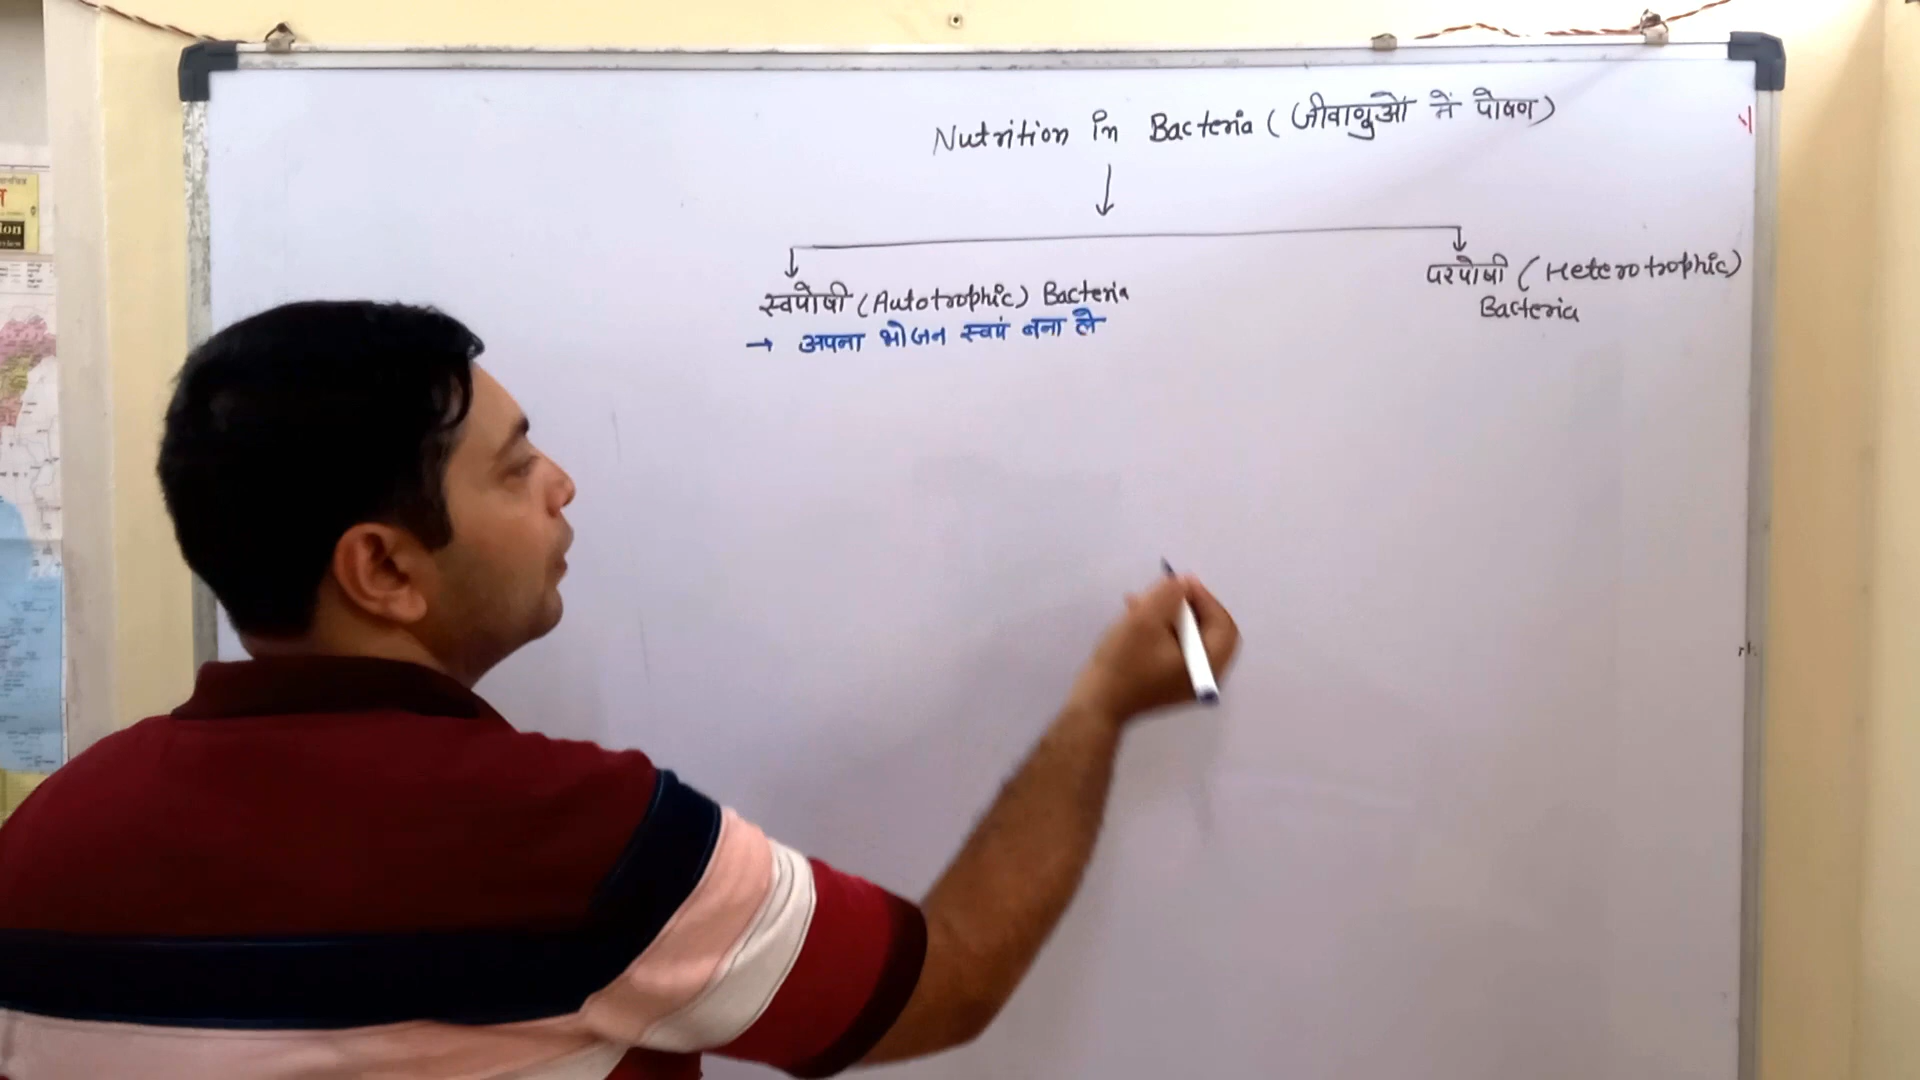 Nutrition in Bacteria (जीवाणुओं में पोषण)
स्वपोषी (Autotrophic) Bacteria
→ अपना भोजन स्वयं बना ले
परपोषी (Heterotrophic)
Bacteria